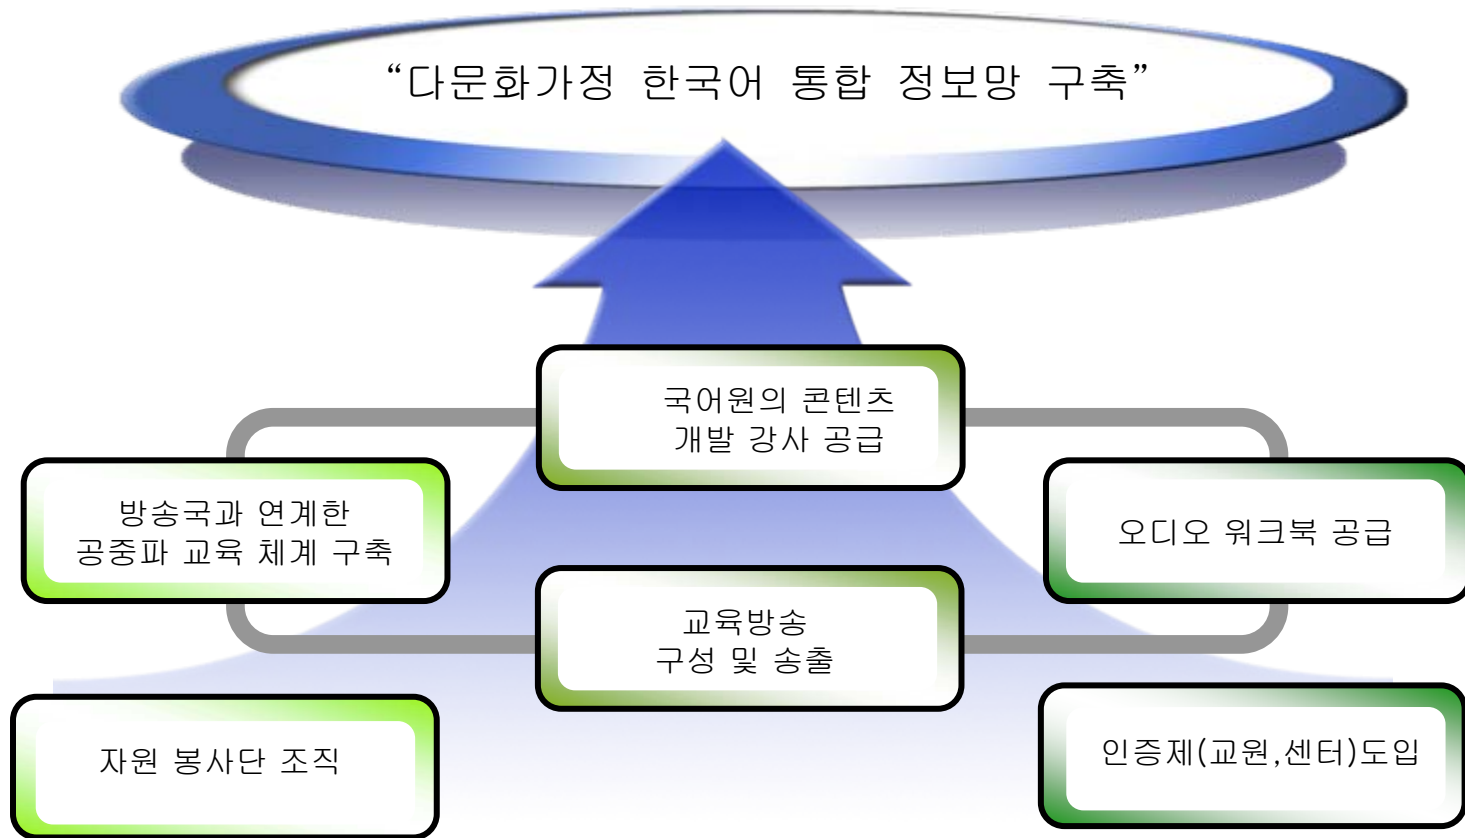 “다문화가정 한국어 통합 정보망 구축”
국어원의 콘텐츠
개발 강사 공급
방송국과 연계한
공중파 교육 체계 구축
오디오 워크북 공급
교육방송
구성 및 송출
자원 봉사단 조직
인증제(교원,센터)도입